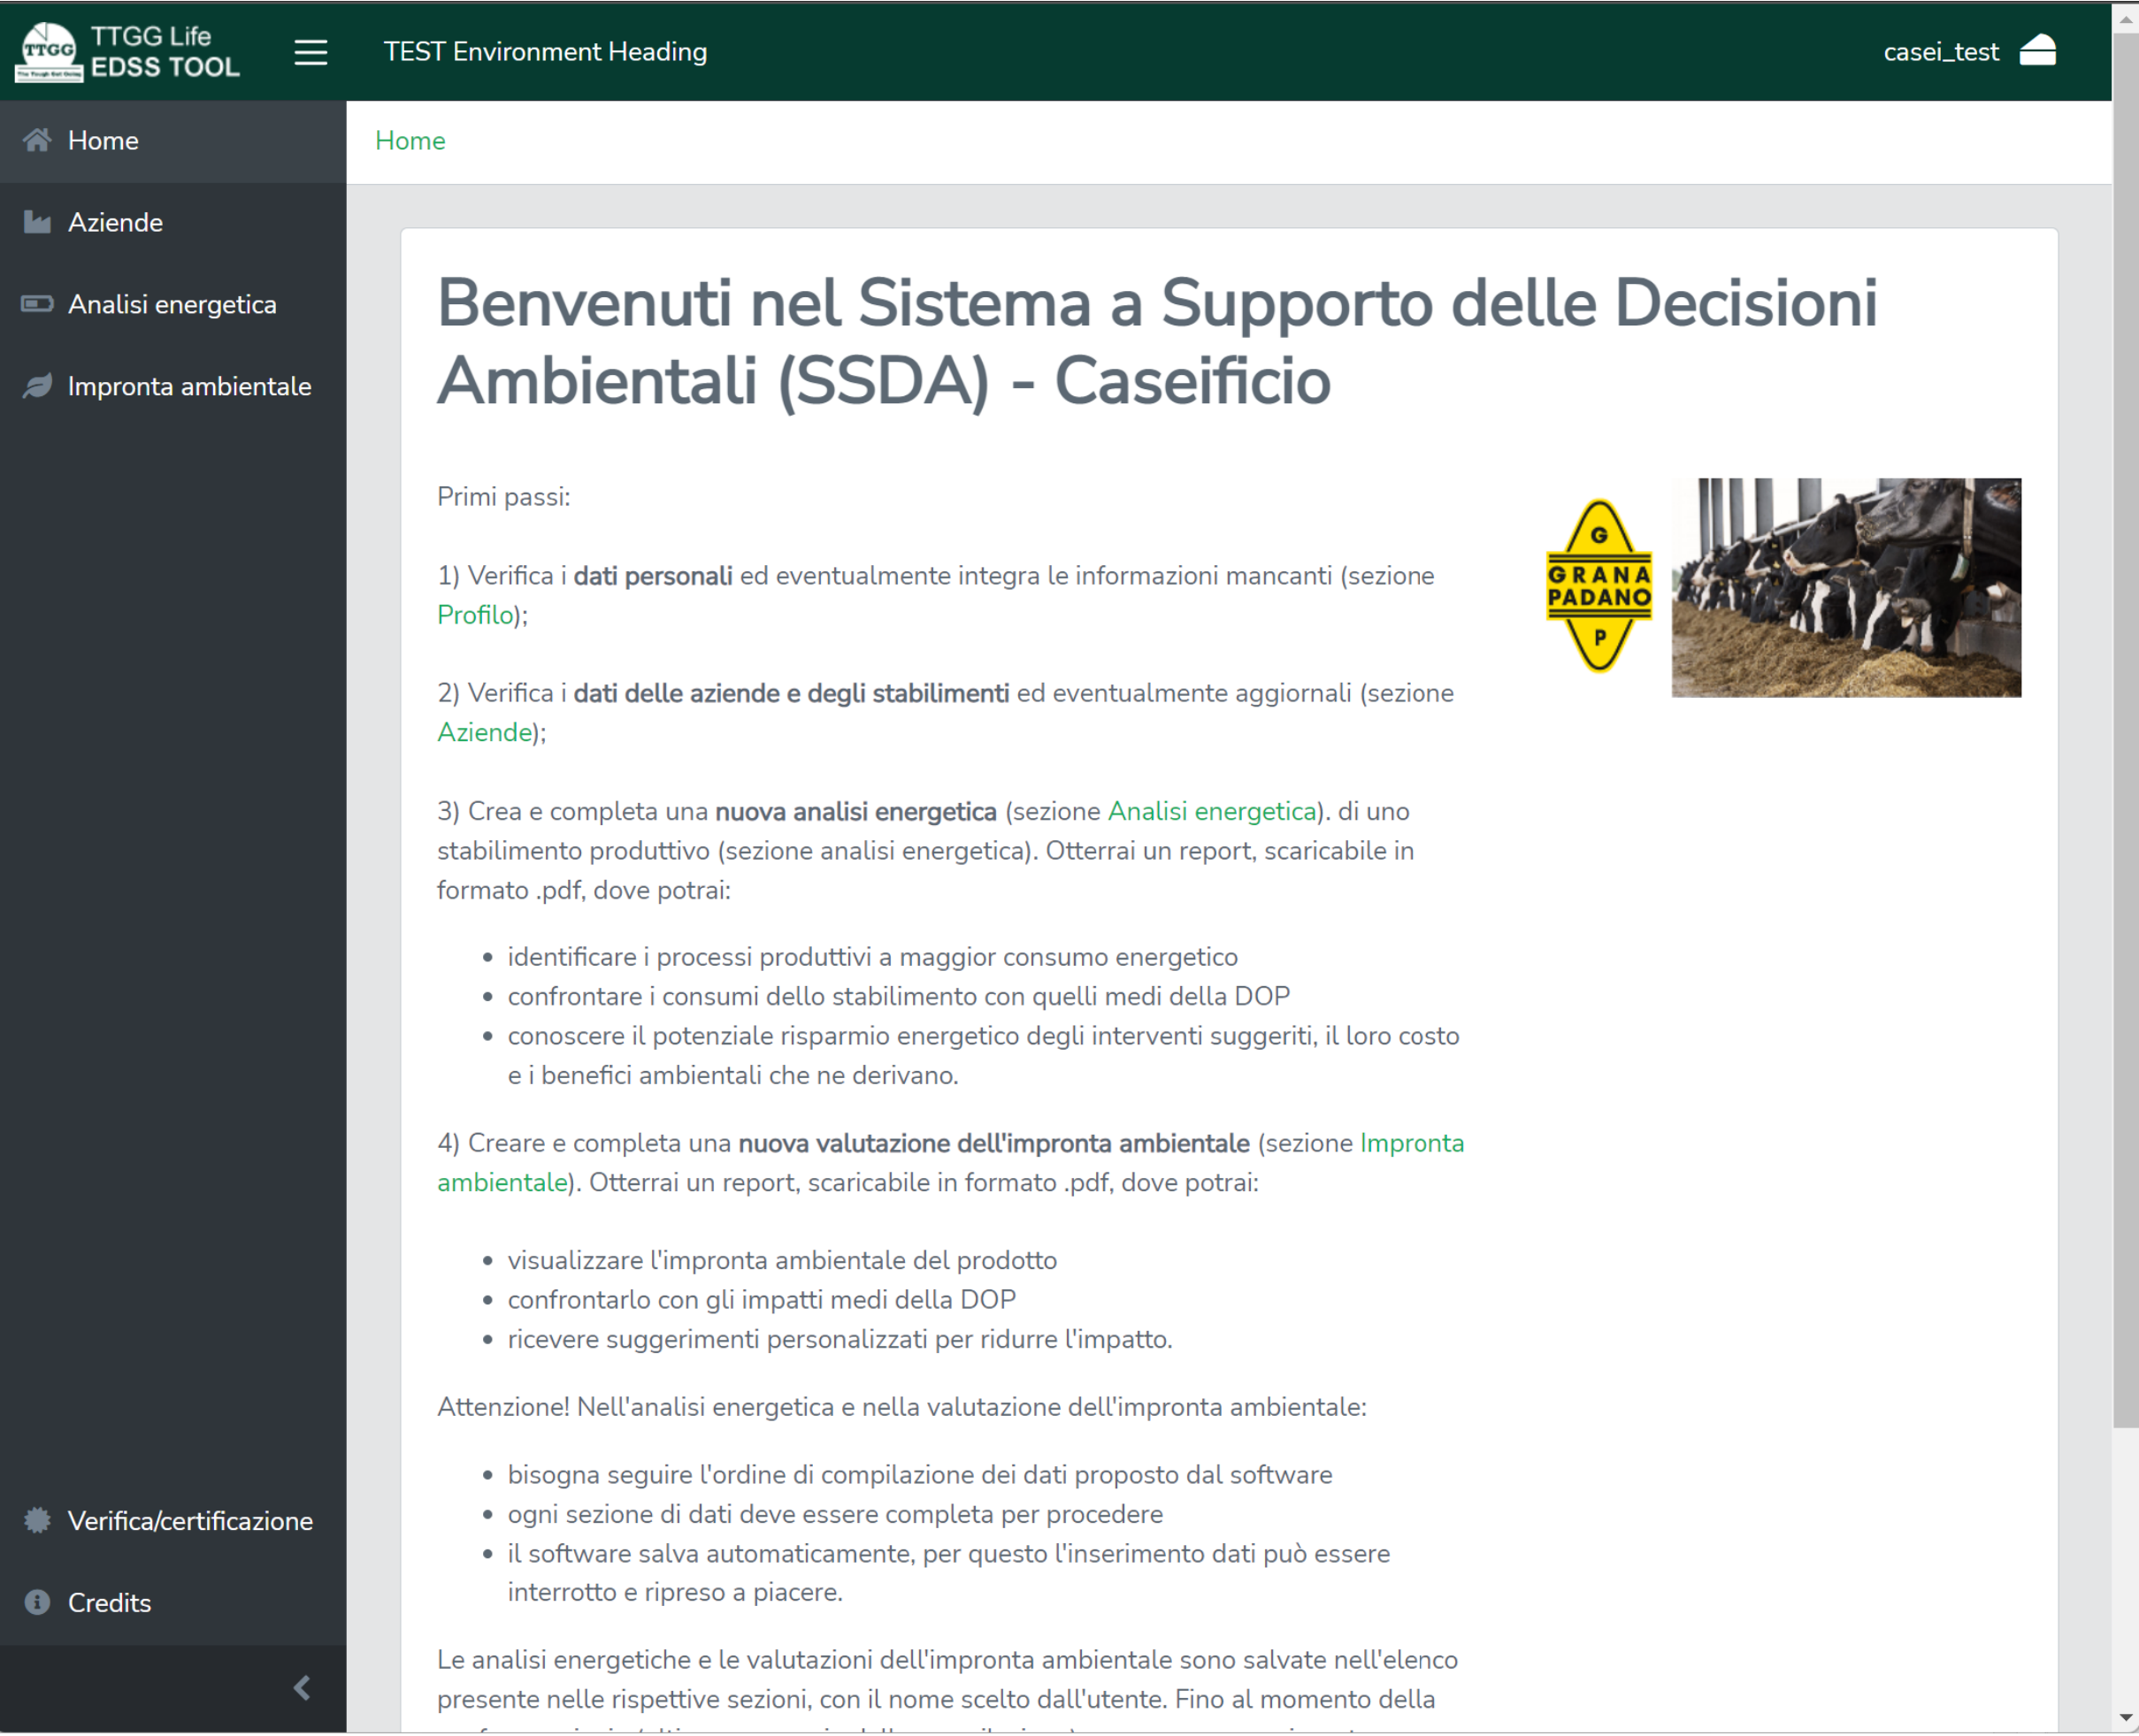 TTGG
The Tough Get Going
TTGG Life
EDSS TOOL
TEST Environment Heading
casei_test
Home
Aziende
Analisi energetica
Impronta ambientale
Verifica/certificazione
Credits
Home
Benvenuti nel Sistema a Supporto delle Decisioni
Ambientali (SSDA) - Caseificio
Primi passi:
1) Verifica i dati personali ed eventualmente integra le informazioni mancanti (sezione
Profilo);
2) Verifica i dati delle aziende e degli stabilimenti ed eventualmente aggiornali (sezione
Aziende);
3) Crea e completa una nuova analisi energetica (sezione Analisi energetica). di uno
stabilimento produttivo (sezione analisi energetica). Otterrai un report, scaricabile in
formato .pdf, dove potrai:
• identificare i processi produttivi a maggior consumo energetico
• confrontare i consumi dello stabilimento con quelli medi della DOP
• conoscere il potenziale risparmio energetico degli interventi suggeriti, il loro costo
e i benefici ambientali che ne derivano.
4) Creare e completa una nuova valutazione dell'impronta ambientale (sezione Impronta
ambientale). Otterrai un report, scaricabile in formato .pdf, dove potrai:
• visualizzare l'impronta ambientale del prodotto
• confrontarlo con gli impatti medi della DOP
• ricevere suggerimenti personalizzati per ridurre l'impatto.
Attenzione! Nell'analisi energetica e nella valutazione dell'impronta ambientale:
• bisogna seguire l'ordine di compilazione dei dati proposto dal software
• ogni sezione di dati deve essere completa per procedere
• il software salva automaticamente, per questo l'inserimento dati può essere
interrotto e ripreso a piacere.
Le analisi energetiche e le valutazioni dell'impronta ambientale sono salvate nell'elenco
presente nelle rispettive sezioni, con il nome scelto dall'utente. Fino al momento della
G
GRANA
PADANO
P